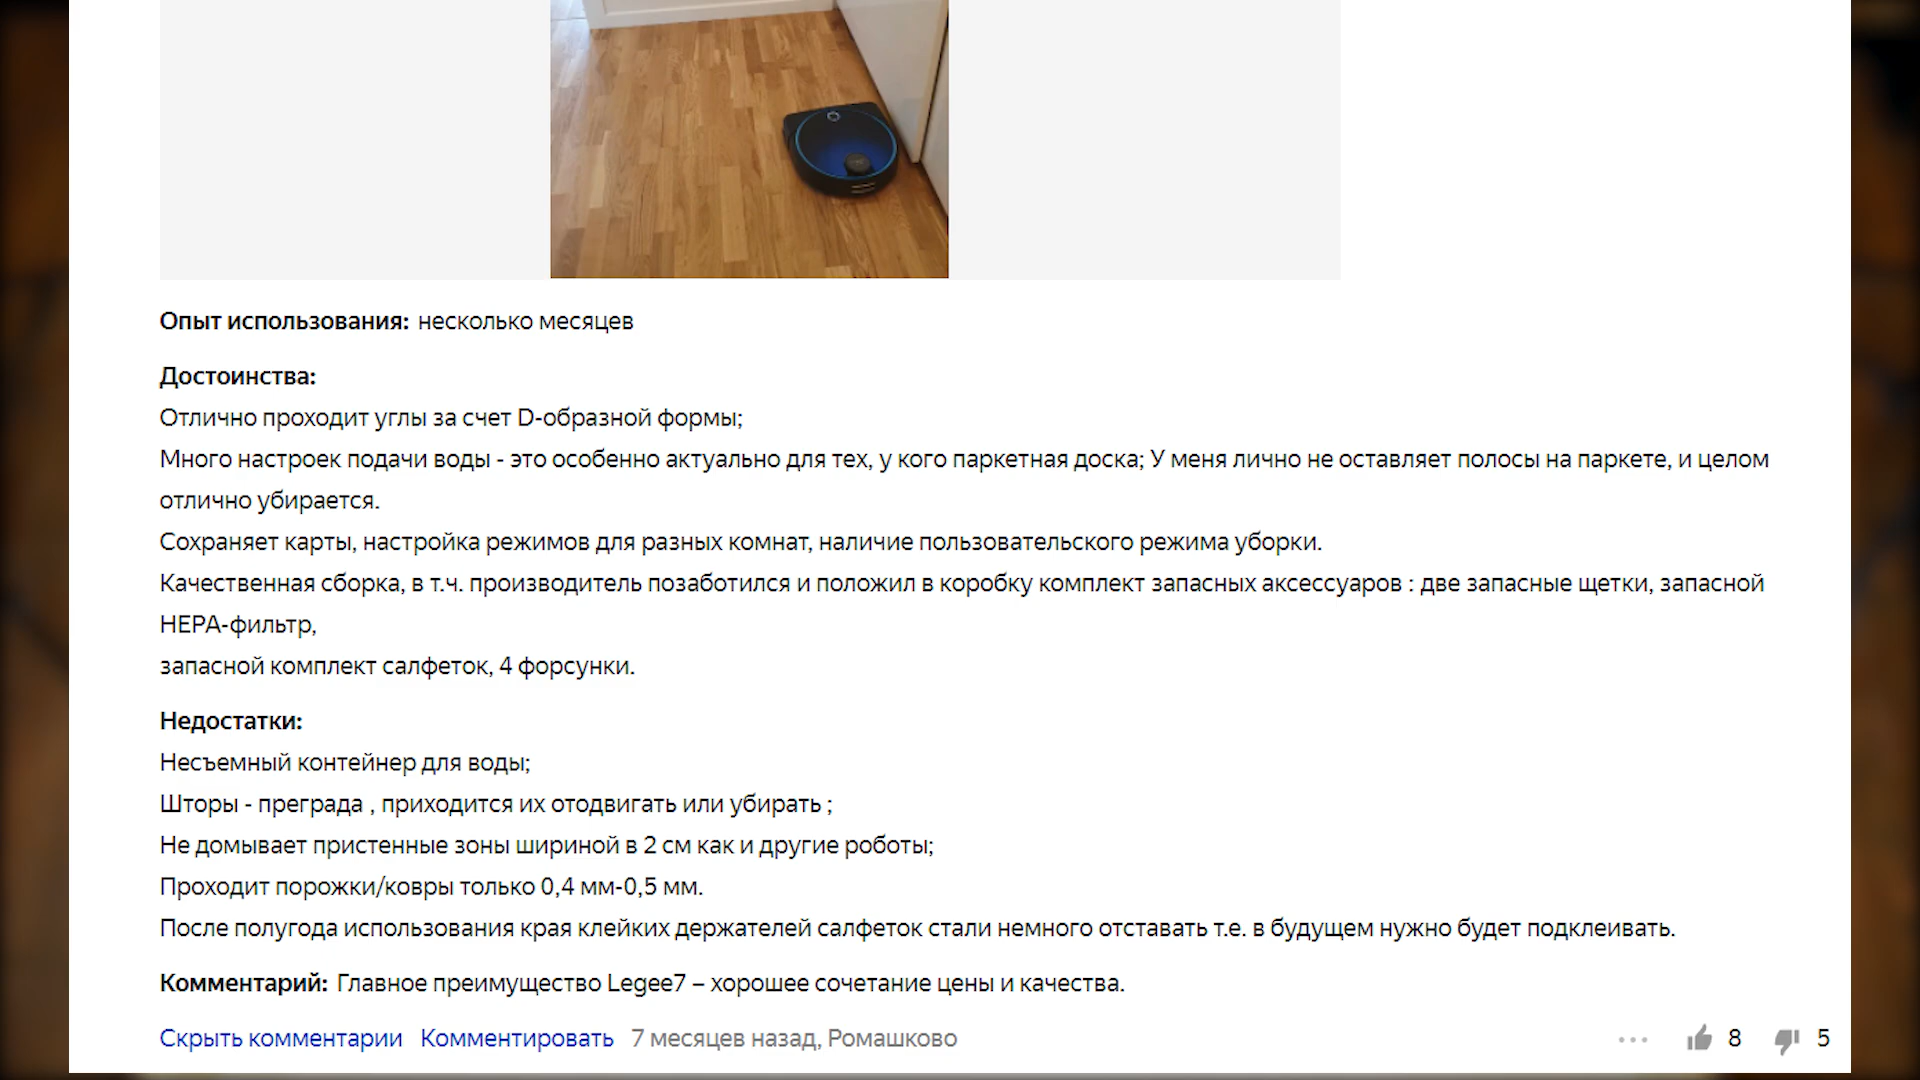 Опыт использования: несколько месяцев
Достоинства:
Отлично проходит углы за счет D-образной формы;
Много настроек подачи воды - это особенно актуально для тех, у кого паркетная доска; У меня лично не оставляет полосы на паркете, и целом
отлично убирается.
Сохраняет карты, настройка режимов для разных комнат, наличие пользовательского режима уборки.
Качественная сборка, в т.ч. производитель позаботился и положил в коробку комплект запасных аксессуаров : две запасные щетки, запасной
HEPA-фильтр,
запасной комплект салфеток, 4 форсунки.
Недостатки:
Несъемный контейнер для воды;
Шторы - преграда , приходится их отодвигать или убирать ;
Не домывает пристенные зоны шириной в 2 см как и другие роботы;
Проходит порожки/ковры только 0,4 мм-0,5 мм.
После полугода использования края клейких держателей салфеток стали немного отставать т.е. в будущем нужно будет подклеивать.
Комментарий: Главное преимущество Legee7 – хорошее сочетание цены и качества.
Скрыть комментарии Комментировать 7 месяцев назад, Ромашково ... 8 5